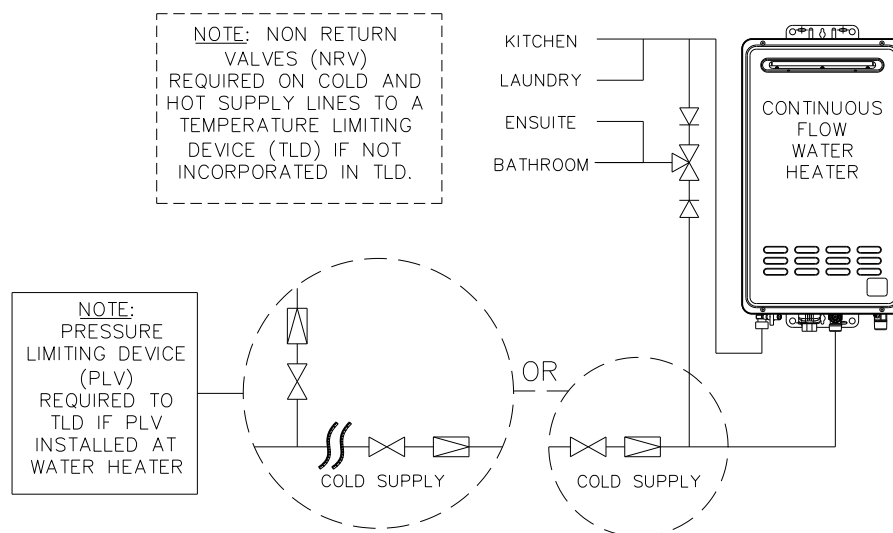 NOTE: NON RETURN
VALVES (NRV)
REQUIRED ON COLD AND
HOT SUPPLY LINES TO A
TEMPERATURE LIMITING
DEVICE (TLD) IF NOT
INCORPORATED IN TLD.
KITCHEN
LAUNDRY
ENSUITE
BATHROOM
CONTINUOUS
FLOW
WATER
HEATER
NOTE:
PRESSURE
LIMITING DEVICE
(PLV)
REQUIRED TO
TLD IF PLV
INSTALLED AT
WATER HEATER
OR
COLD SUPPLY
COLD SUPPLY